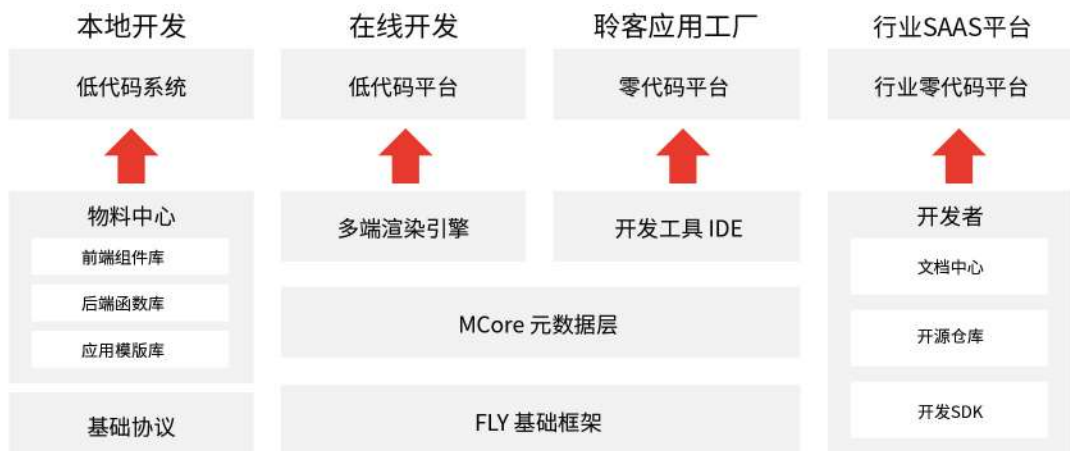 本地开发
在线开发
聆客应用工厂
行业SAAS平台
低代码系统
低代码平台
零代码平台
行业零代码平台
物料中心
前端组件库
后端函数库
应用模版库
基础协议
多端渲染引擎
开发工具 IDE
MCore 元数据层
FLY 基础框架
开发者
文档中心
开源仓库
开发SDK